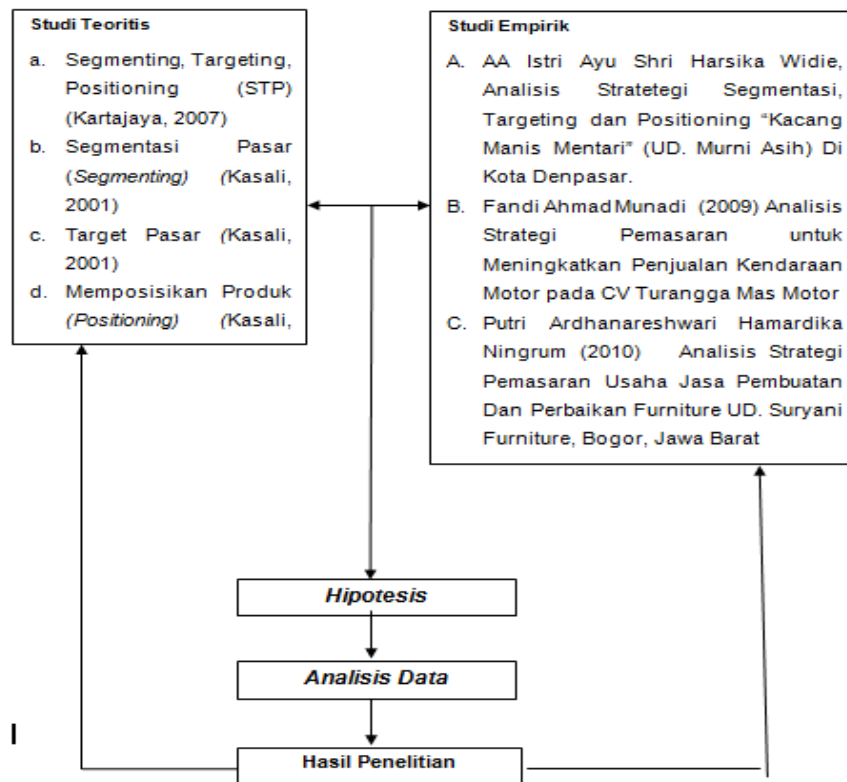 Studi Teoritis
a. Segmenting, Targeting,
Positioning (STP)
(Kartajaya, 2007)
b. Segmentasi Pasar
(Segmenting) (Kasali,
2001)
c. Target Pasar (Kasali,
2001)
d. Memposisikan Produk
(Positioning) (Kasali,
Studi Empirik
A. AA Istri Ayu Shri Harsika Widie,
Analisis Stratetegi Segmentasi,
Targeting dan Positioning “Kacang
Manis Mentari” (UD. Murni Asih) Di
Kota Denpasar.
B. Fandi Ahmad Munadi (2009) Analisis
Strategi Pemasaran untuk
Meningkatkan Penjualan Kendaraan
Motor pada CV Turangga Mas Motor
C. Putri Ardhanareshwari Hamardika
Ningrum (2010) Analisis Strategi
Pemasaran Usaha Jasa Pembuatan
Dan Perbaikan Furniture UD. Suryani
Furniture, Bogor, Jawa Barat
Hipotesis
Analisis Data
Hasil Penelitian